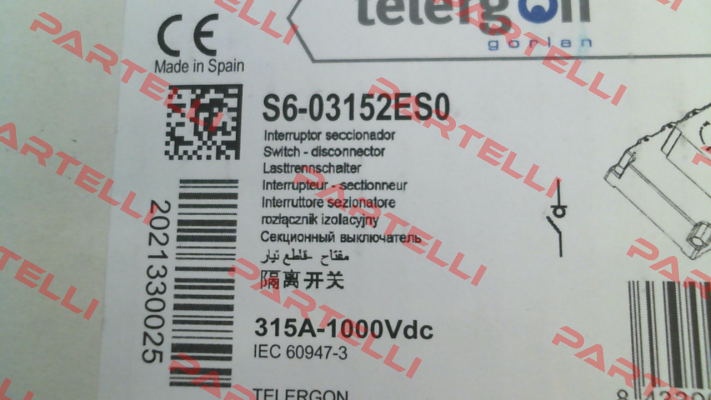 telergon
gorlan
CE
Made in Spain
S6-03152ES0
Interruptor seccionador
Switch - disconnector
Lasttrennschalter
Interrupteur - sectionneur
Interruttore sezionatore
rozłącznik izolacyjny
Секционный выключатель
مفتاح -قاطع تيار
隔离开关
315A-1000Vdc
IEC 60947-3
TELERGON
2021330025
PARTELLI
PARTELLI
PARTELLI
PARTELLI
PARTELLI
PARTELLI
PARTELLI